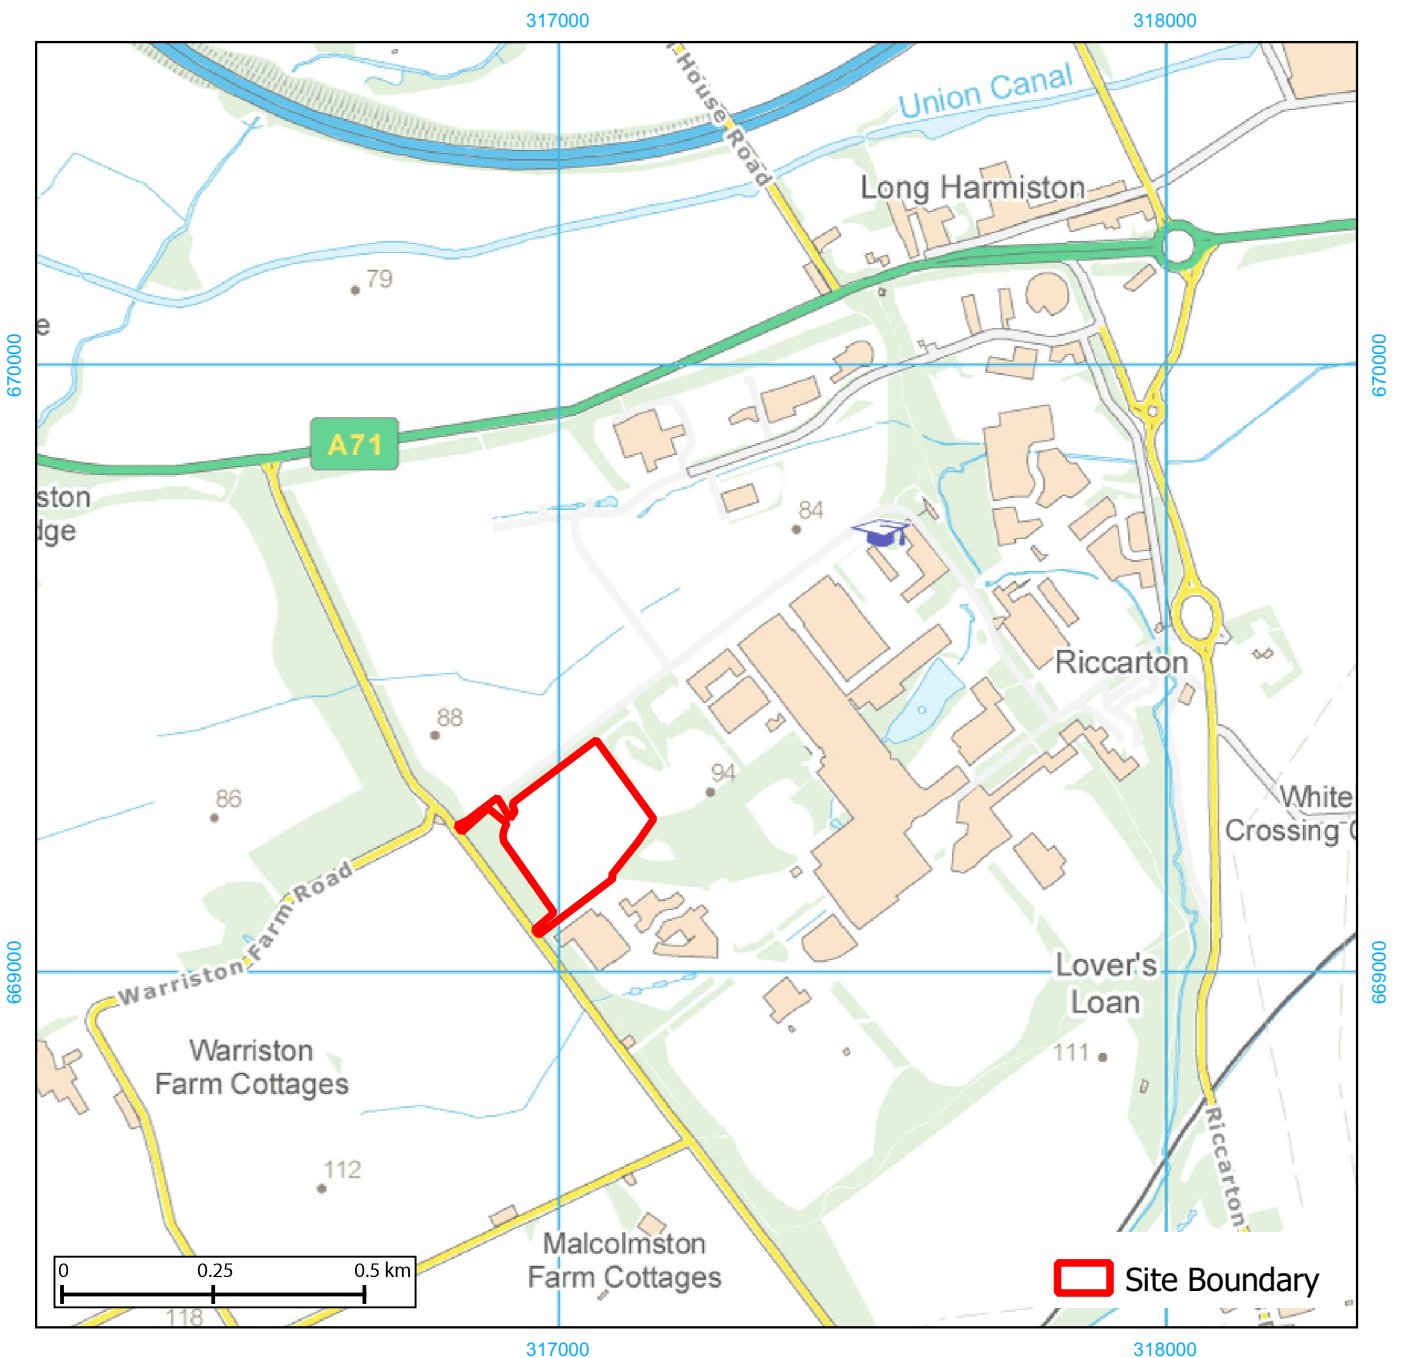 317000
318000
House Road
Union Canal
Long Harmiston
79
e
670000
670000
A71
ston
dge
84
Riccarton
88
94
86
White
Crossing C
Warriston Farm Road
669000
669000
Lover's
Loan
111
Warriston
Farm Cottages
Riccarton
112
Malcolmston
Farm Cottages
0
0.25
0.5 km
118
Site Boundary
317000
318000